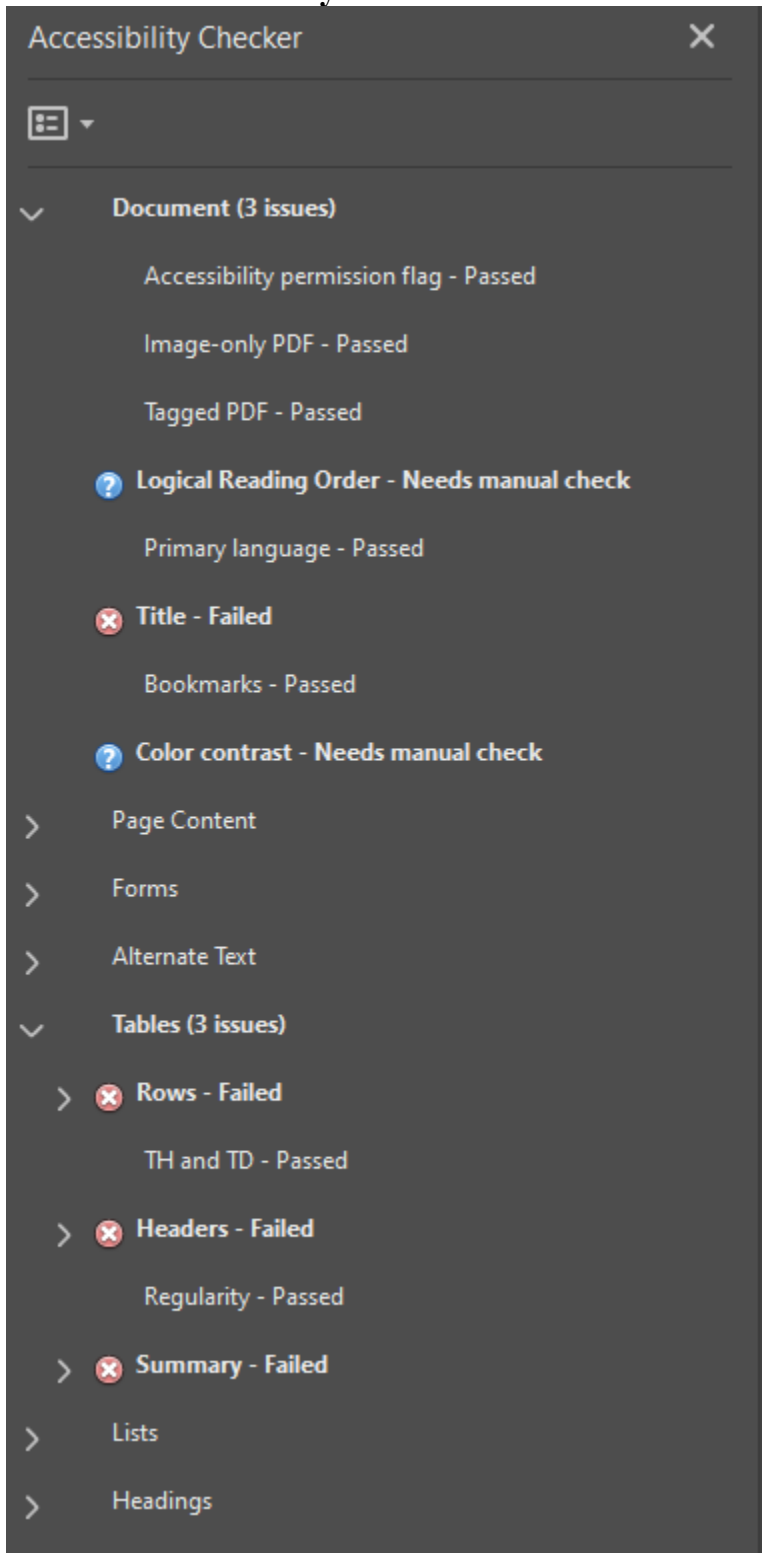 Accessibility Checker
Document (3 issues)
Accessibility permission flag - Passed
Image-only PDF - Passed
Tagged PDF - Passed
Logical Reading Order - Needs manual check
Primary language - Passed
Title - Failed
Bookmarks - Passed
Color contrast - Needs manual check
Page Content
Forms
Alternate Text
Tables (3 issues)
Rows - Failed
TH and TD - Passed
Headers - Failed
Regularity - Passed
Summary - Failed
Lists
Headings